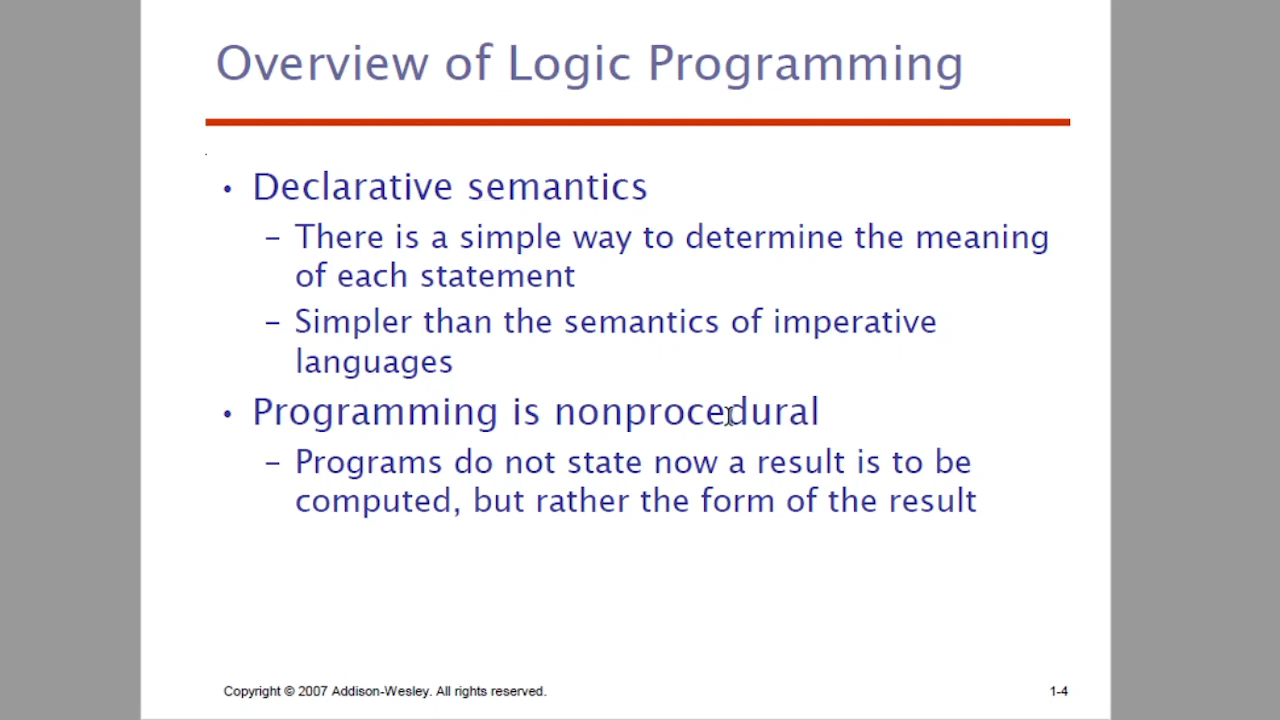 Overview of Logic Programming
• Declarative semantics
– There is a simple way to determine the meaning
of each statement
– Simpler than the semantics of imperative
languages
• Programming is nonprocedural
– Programs do not state now a result is to be
computed, but rather the form of the result
Copyright © 2007 Addison-Wesley. All rights reserved.
1-4